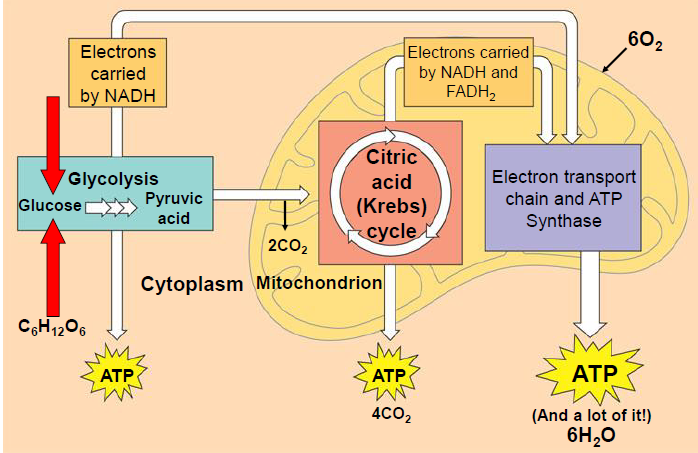 Electrons
carried
by NADH
Electrons carried
by NADH and
FADH₂
6O₂
Glycolysis
Glucose
Pyruvic
acid
Citric
acid
(Krebs)
cycle
Electron transport
chain and ATP
Synthase
2CO₂
Cytoplasm
Mitochondrion
C₆H₁₂O₆
ATP
ATP
4CO₂
ATP
(And a lot of it!)
6H₂O